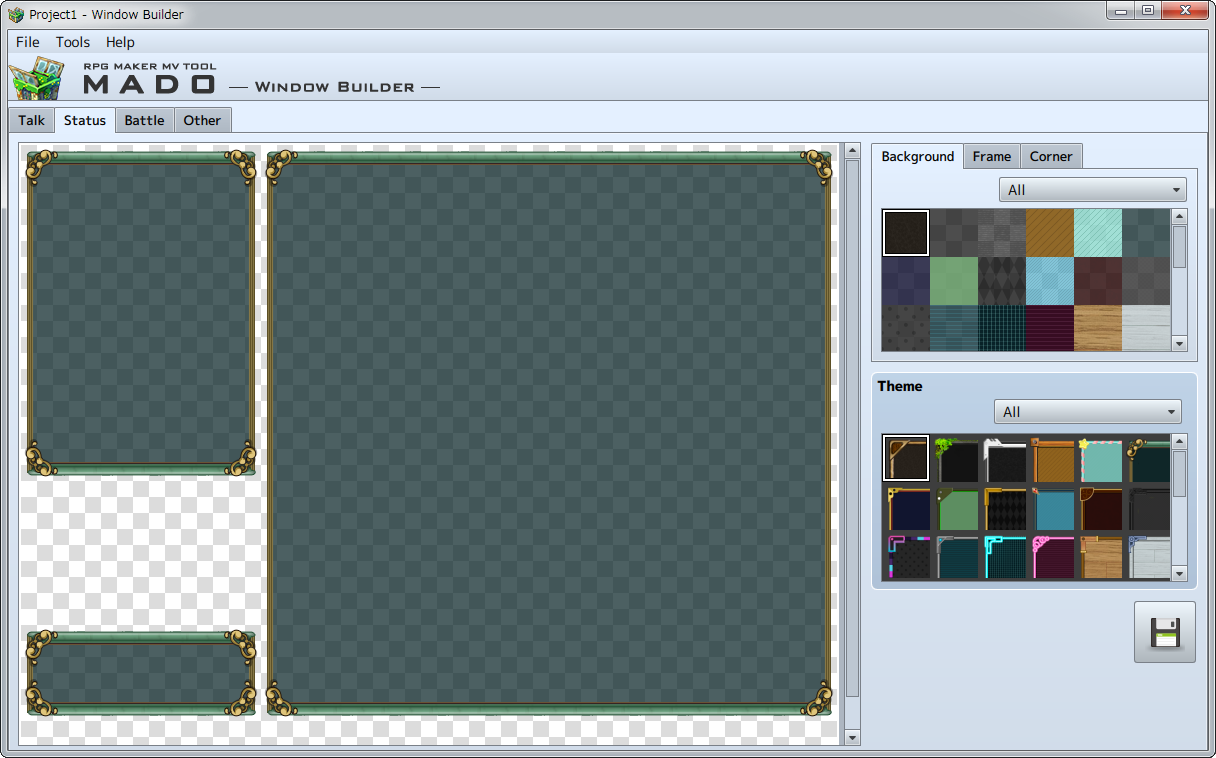 Project1 - Window Builder
File Tools Help
RPG MAKER MV TOOL
MADO — WINDOW BUILDER —
Talk Status Battle Other
Background Frame Corner
All
Theme
All